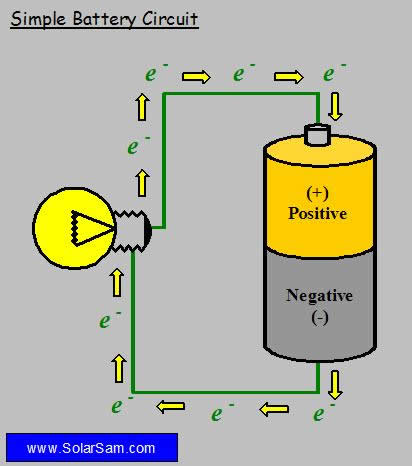 Simple Battery Circuit
e - e - e -
e -
(+)
Positive
Negative
(-)
e -
e - e - e -
www.SolarSam.com